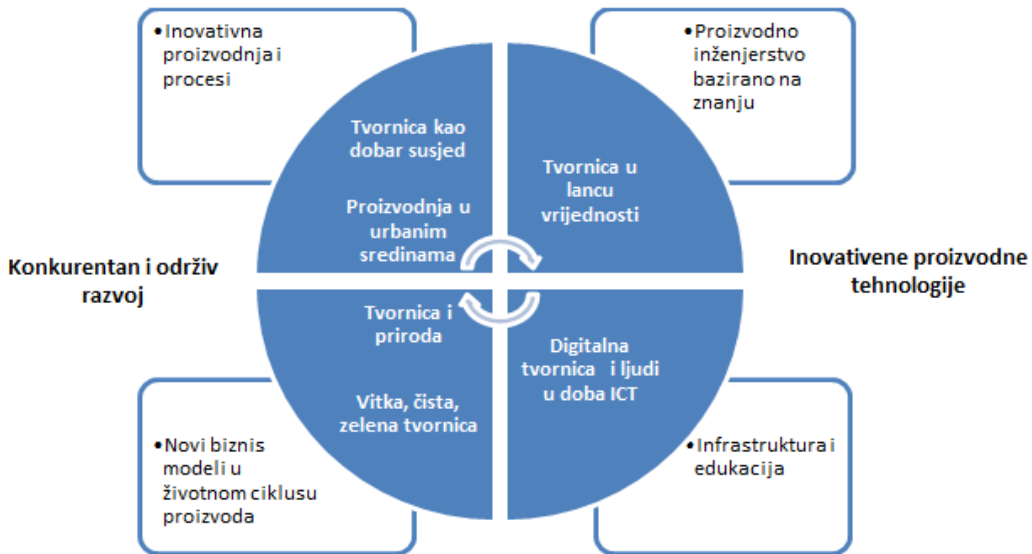 •Inovativna
proizvodnja i
procesi
•Proizvodno
inženjerstvo
bazirano na
znanju
Tvornica kao
dobar susjed
Proizvodnja u
urbanim
sredinama
Tvornica u
lancu
vrijednosti
Konkurentan i održiv
razvoj
Inovativene proizvodne
tehnologije
Tvornica i
priroda
Vitka, čista,
zelena tvornica
Digitalna
tvornica i ljudi
u doba ICT
•Novi biznis
modeli u
životnom ciklusu
proizvoda
•Infrastruktura i
edukacija